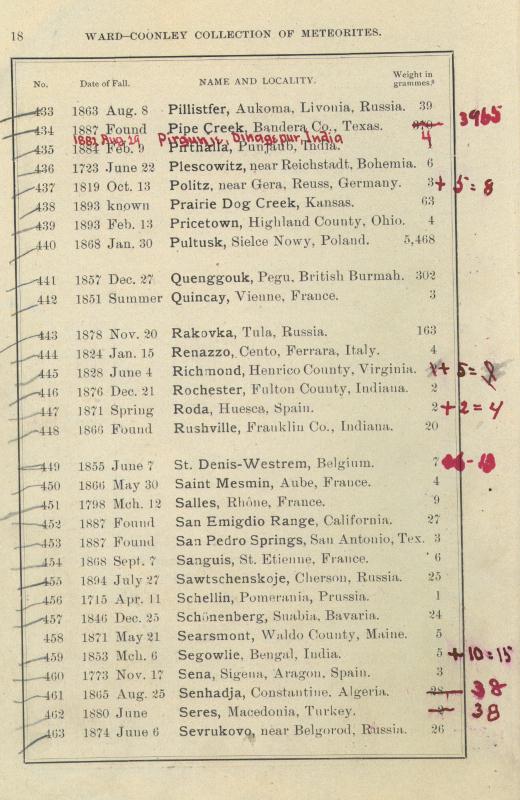 18 WARD–COONLEY COLLECTION OF METEORITES.
No. Date of Fall. NAME AND LOCALITY. Weight in grammes.
433 1863 Aug. 8 Pillistfer, Aukoma, Livonia, Russia. 39
434 1887 Found Pipe Creek, Bandera Co., Texas. 3965
1882 Aug. 29 Pirgunje, Dinagepur, India 4
435 1884 Feb. 9 Pirthalla, Punjaub, India.
436 1723 June 22 Plescowitz, near Reichstadt, Bohemia. 6
437 1819 Oct. 13 Politz, near Gera, Reuss, Germany. 3 + 5 = 8
438 1893 known Prairie Dog Creek, Kansas. 63
439 1893 Feb. 13 Pricetown, Highland County, Ohio. 4
440 1868 Jan. 30 Pultusk, Sielce Nowy, Poland. 5,468
441 1857 Dec. 27 Quenggouk, Pegu, British Burmah. 302
442 1851 Summer Quincay, Vienne, France. 3
443 1878 Nov. 20 Rakovka, Tula, Russia. 163
444 1824 Jan. 15 Renazzo, Cento, Ferrara, Italy. 4
445 1828 June 4 Richmond, Henrico County, Virginia. + 5 =
446 1876 Dec. 21 Rochester, Fulton County, Indiana. 2
447 1871 Spring Roda, Huesca, Spain. 2 + 2 = 4
448 1866 Found Rushville, Franklin Co., Indiana. 20
449 1855 June 7 St. Denis-Westrem, Belgium. 7
450 1866 May 30 Saint Mesmin, Aube, France. 4
451 1798 Mch. 12 Salles, Rhône, France. 9
452 1887 Found San Emigdio Range, California. 27
453 1887 Found San Pedro Springs, San Antonio, Tex. 3
454 1868 Sept. 7 Sanguis, St. Etienne, France. 6
455 1894 July 27 Sawtschenskoje, Cherson, Russia. 25
456 1715 Apr. 11 Schellin, Pomerania, Prussia. 1
457 1846 Dec. 25 Schönenberg, Suabia, Bavaria. 24
458 1871 May 21 Searsmont, Waldo County, Maine. 5
459 1853 Mch. 6 Segowlie, Bengal, India. 5 + 10 = 15
460 1773 Nov. 17 Sena, Sigena, Aragon, Spain. 3
461 1865 Aug. 25 Senhadja, Constantine, Algeria. 38
462 1880 June Seres, Macedonia, Turkey. 38
463 1874 June 6 Sevrukovo, near Belgorod, Russia. 26